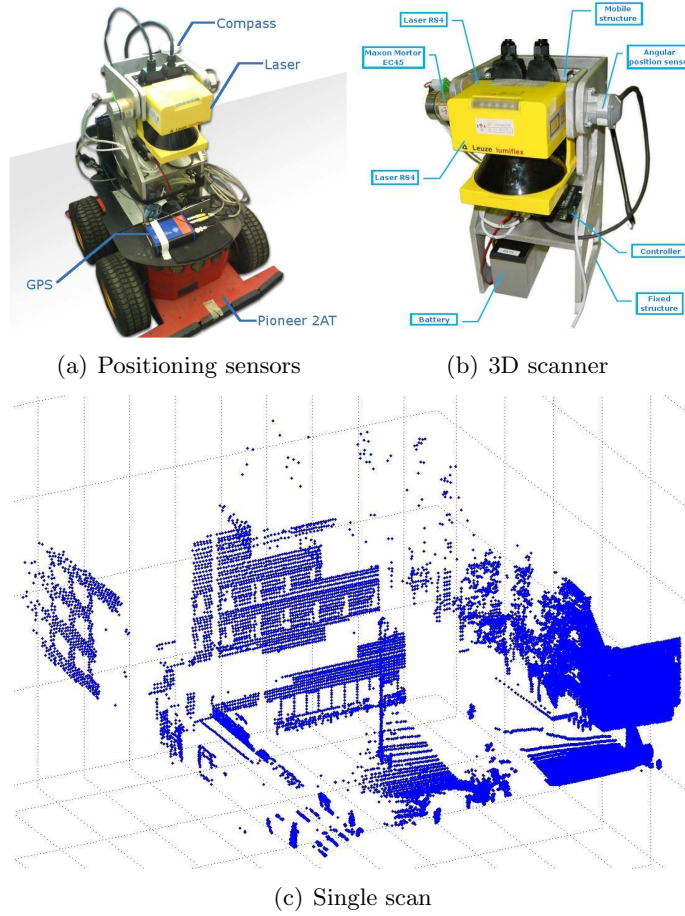 Compass
Laser
GPS
Pioneer 2AT
Laser RS4
Mobile
structure
Maxon Mortor
EC45
Angular
position senso
Leuze lumiflex
Laser RS4
Controller
Fixed
structure
Battery
(a) Positioning sensors
(b) 3D scanner
(c) Single scan